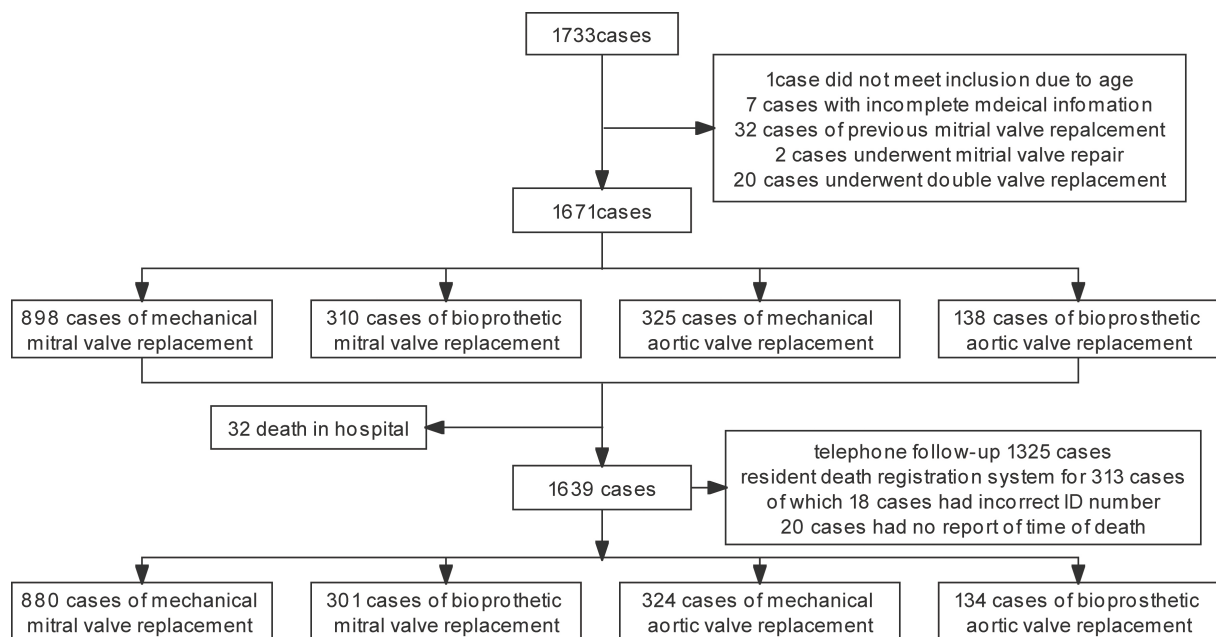 1733cases
1case did not meet inclusion due to age
7 cases with incomplete mdeical infomation
32 cases of previous mitrial valve repalcement
2 cases underwent mitrial valve repair
20 cases underwent double valve replacement
1671cases
898 cases of mechanical
mitral valve replacement
310 cases of bioprothetic
mitral valve replacement
325 cases of mechanical
aortic valve replacement
138 cases of bioprosthetic
aortic valve replacement
32 death in hospital
telephone follow-up 1325 cases
resident death registration system for 313 cases
of which 18 cases had incorrect ID number
20 cases had no report of time of death
1639 cases
880 cases of mechanical
mitral valve replacement
301 cases of bioprothetic
mitral valve replacement
324 cases of mechanical
aortic valve replacement
134 cases of bioprosthetic
aortic valve replacement